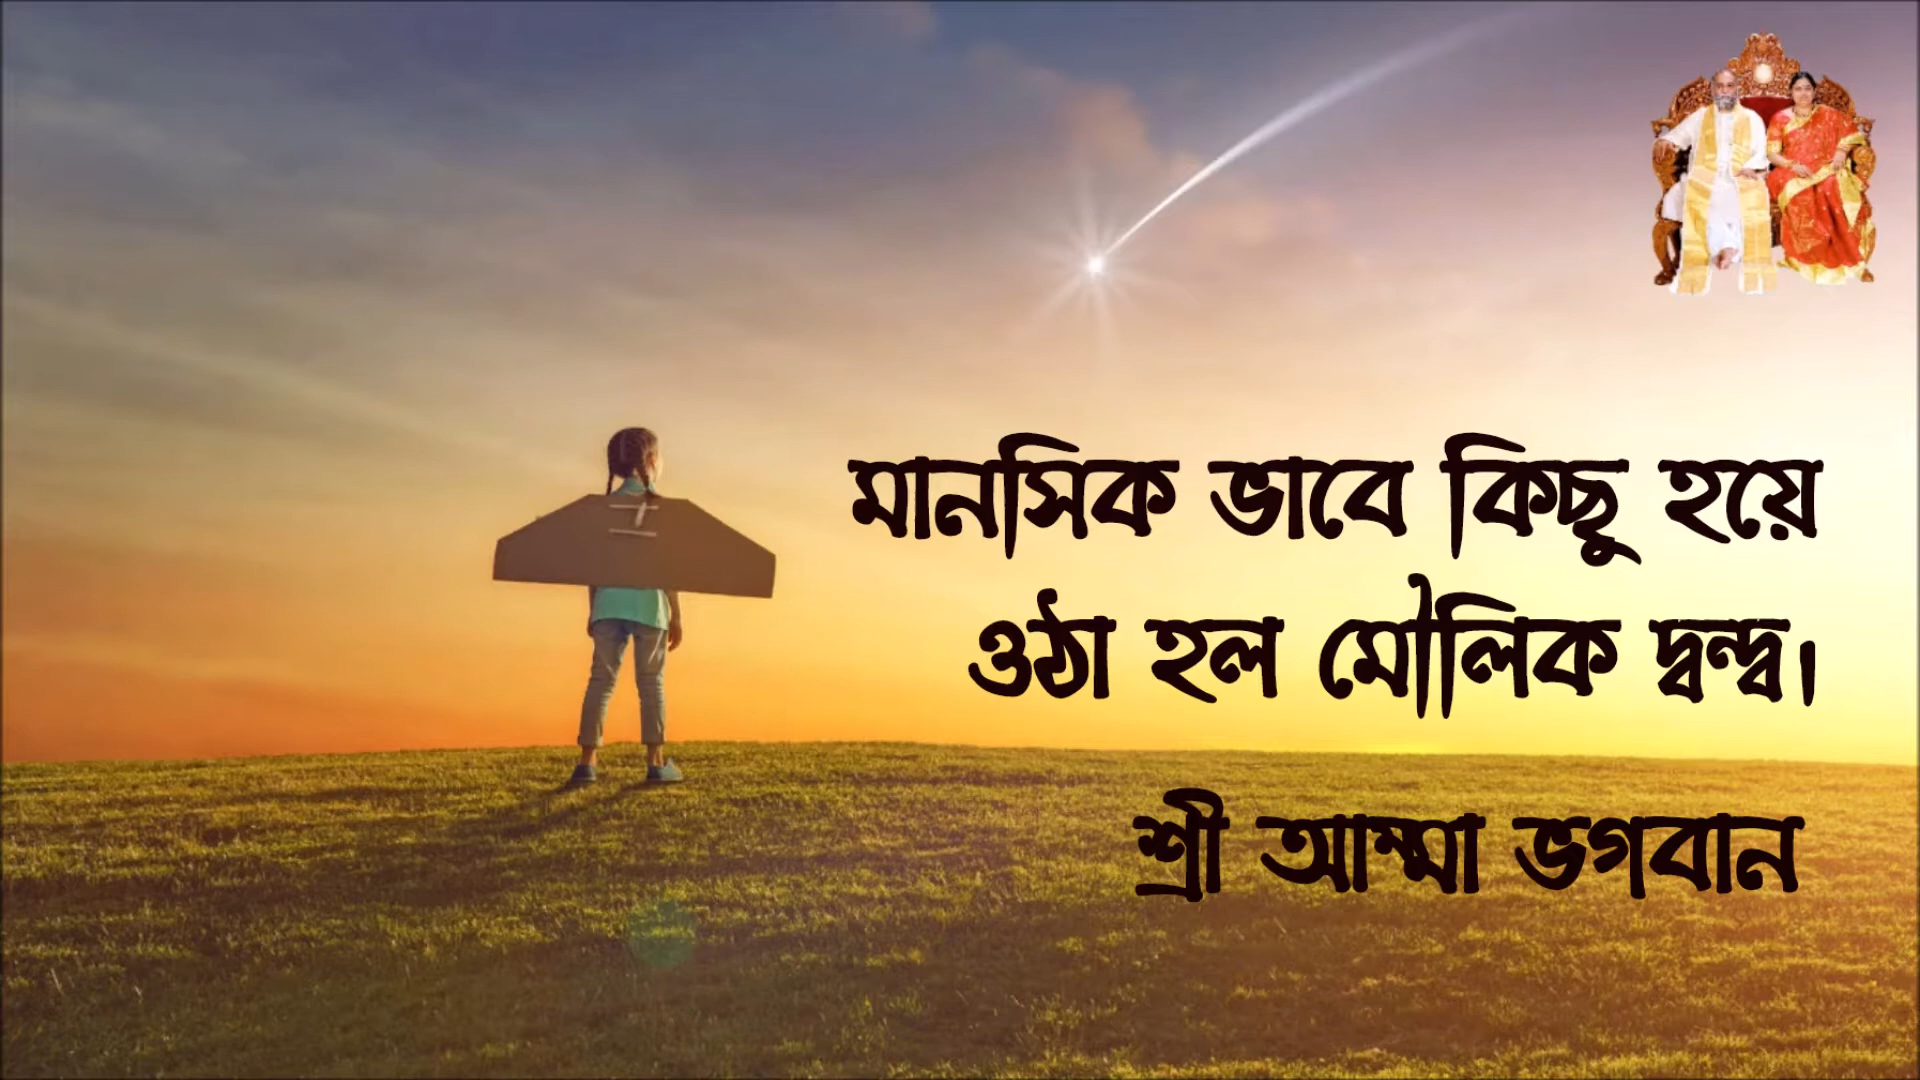 মানসিক ভাবে কিছু হয়ে
ওঠা হল মৌলিক দ্বন্দ্ব।
শ্রী আম্মা ভগবান